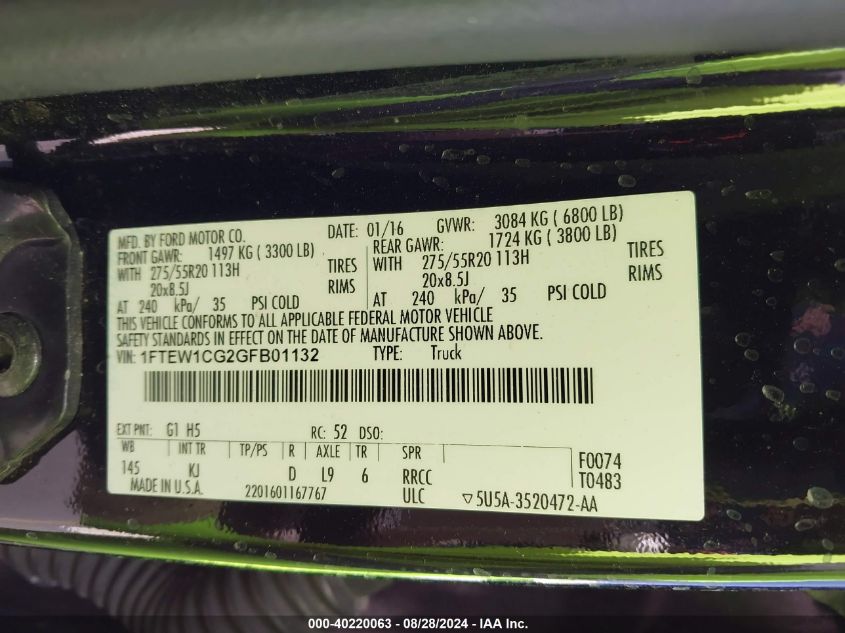 MFD. BY FORD MOTOR CO. DATE: 01/16 GVWR: 3084 KG ( 6800 LB)
FRONT GAWR: 1497 KG ( 3300 LB) REAR GAWR: 1724 KG ( 3800 LB)
WITH 275/55R20 113H TIRES WITH 275/55R20 113H TIRES
20x8.5J RIMS 20x8.5J RIMS
AT 240 kPa/ 35 PSI COLD AT 240 kPa/ 35 PSI COLD
THIS VEHICLE CONFORMS TO ALL APPLICABLE FEDERAL MOTOR VEHICLE
SAFETY STANDARDS IN EFFECT ON THE DATE OF MANUFACTURE SHOWN ABOVE.
VIN: 1FTEW1CG2GFB01132 TYPE: Truck
EXT PNT: G1 H5 RC: 52 DSO:
WB INT TR TP/PS R AXLE TR SPR F0074
145 KJ D L9 6 RRCC T0483
MADE IN U.S.A. 2201601167767 ULC ▽5U5A-3520472-AA
000-40220063 - 08/28/2024 - IAA Inc.